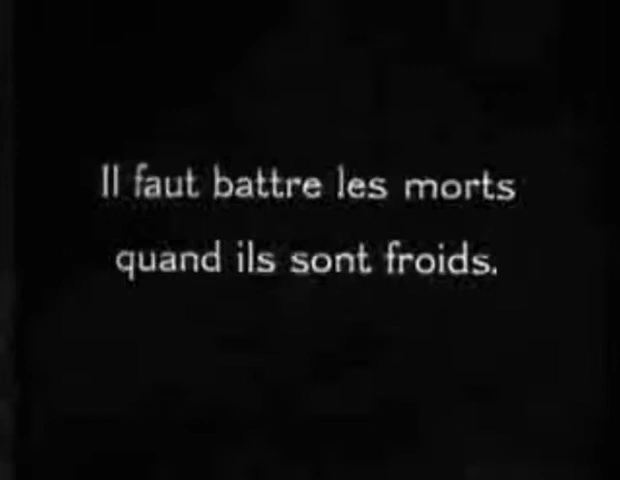 Il faut battre les morts
quand ils sont froids.